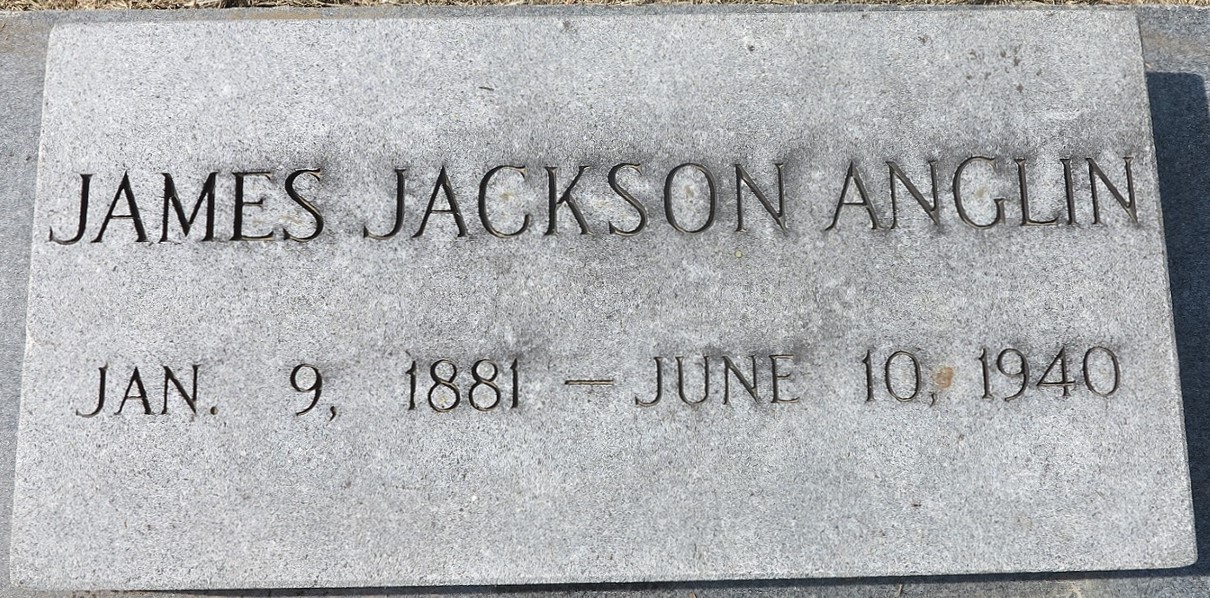 JAMES JACKSON ANGLIN
JAN. 9, 1881 — JUNE 10, 1940